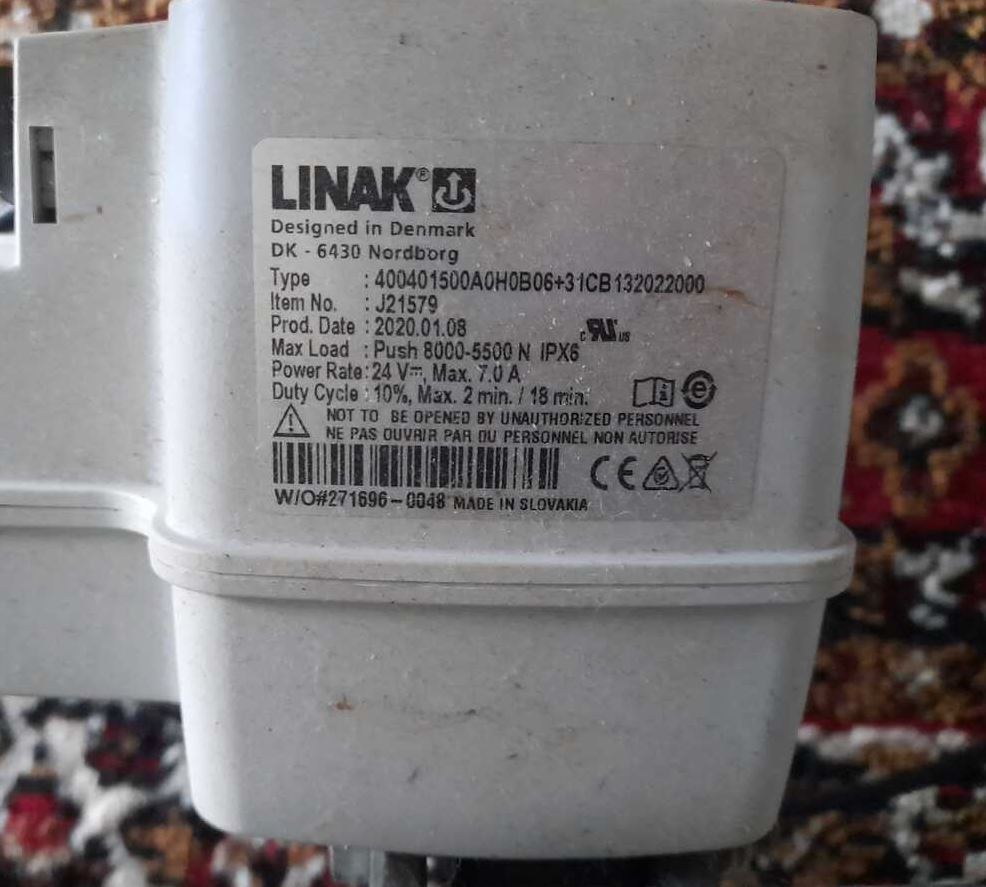 LINAK®
Designed in Denmark
DK - 6430 Nordborg
Type : 400401500A0H0B06+31CB132022000
Item No. : J21579
Prod. Date : 2020.01.08
c RU us
Max Load : Push 8000-5500 N IPX6
Power Rate: 24 V⎓, Max. 7.0 A
Duty Cycle : 10%, Max. 2 min. / 18 min.
NOT TO BE OPENED BY UNAUTHORIZED PERSONNEL
NE PAS OUVRIR PAR DU PERSONNEL NON AUTORISE
CE
W/O#271696-0048 MADE IN SLOVAKIA